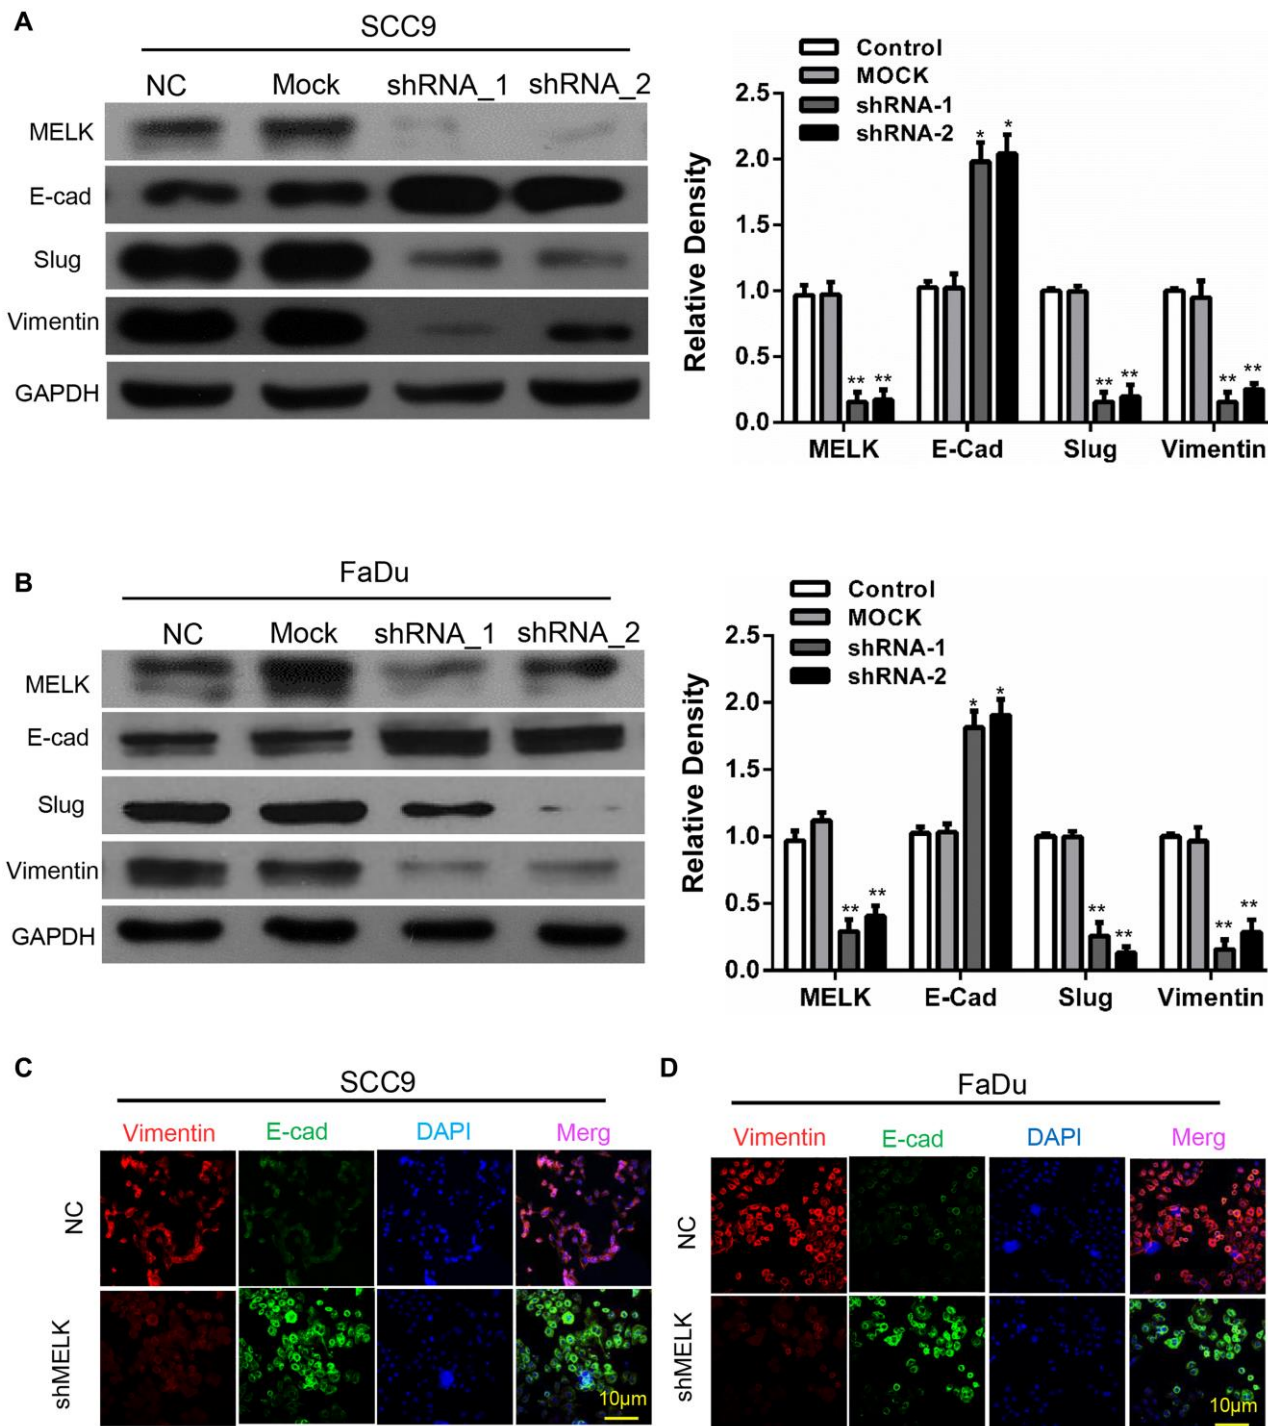 A
SCC9
NC Mock shRNA_1 shRNA_2
MELK
E-cad
Slug
Vimentin
GAPDH
Control
MOCK
shRNA-1
shRNA-2
Relative Density
2.5
2.0
1.5
1.0
0.5
0.0
* *
** **
** **
** **
MELK E-Cad Slug Vimentin
B
FaDu
NC Mock shRNA_1 shRNA_2
MELK
E-cad
Slug
Vimentin
GAPDH
Control
MOCK
shRNA-1
shRNA-2
Relative Density
2.5
2.0
1.5
1.0
0.5
0.0
* *
** **
** **
** **
MELK E-Cad Slug Vimentin
C
SCC9
Vimentin E-cad DAPI Merg
NC
shMELK
10μm
D
FaDu
Vimentin E-cad DAPI Merg
NC
shMELK
10μm